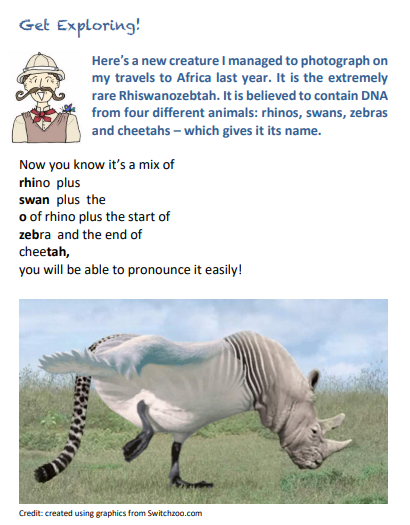 Get Exploring!
Here's a new creature I managed to photograph on
my travels to Africa last year. It is the extremely
rare Rhiswanozebtah. It is believed to contain DNA
from four different animals: rhinos, swans, zebras
and cheetahs – which gives it its name.
Now you know it's a mix of
rhino plus
swan plus the
o of rhino plus the start of
zebra and the end of
cheetah,
you will be able to pronounce it easily!
Credit: created using graphics from Switchzoo.com